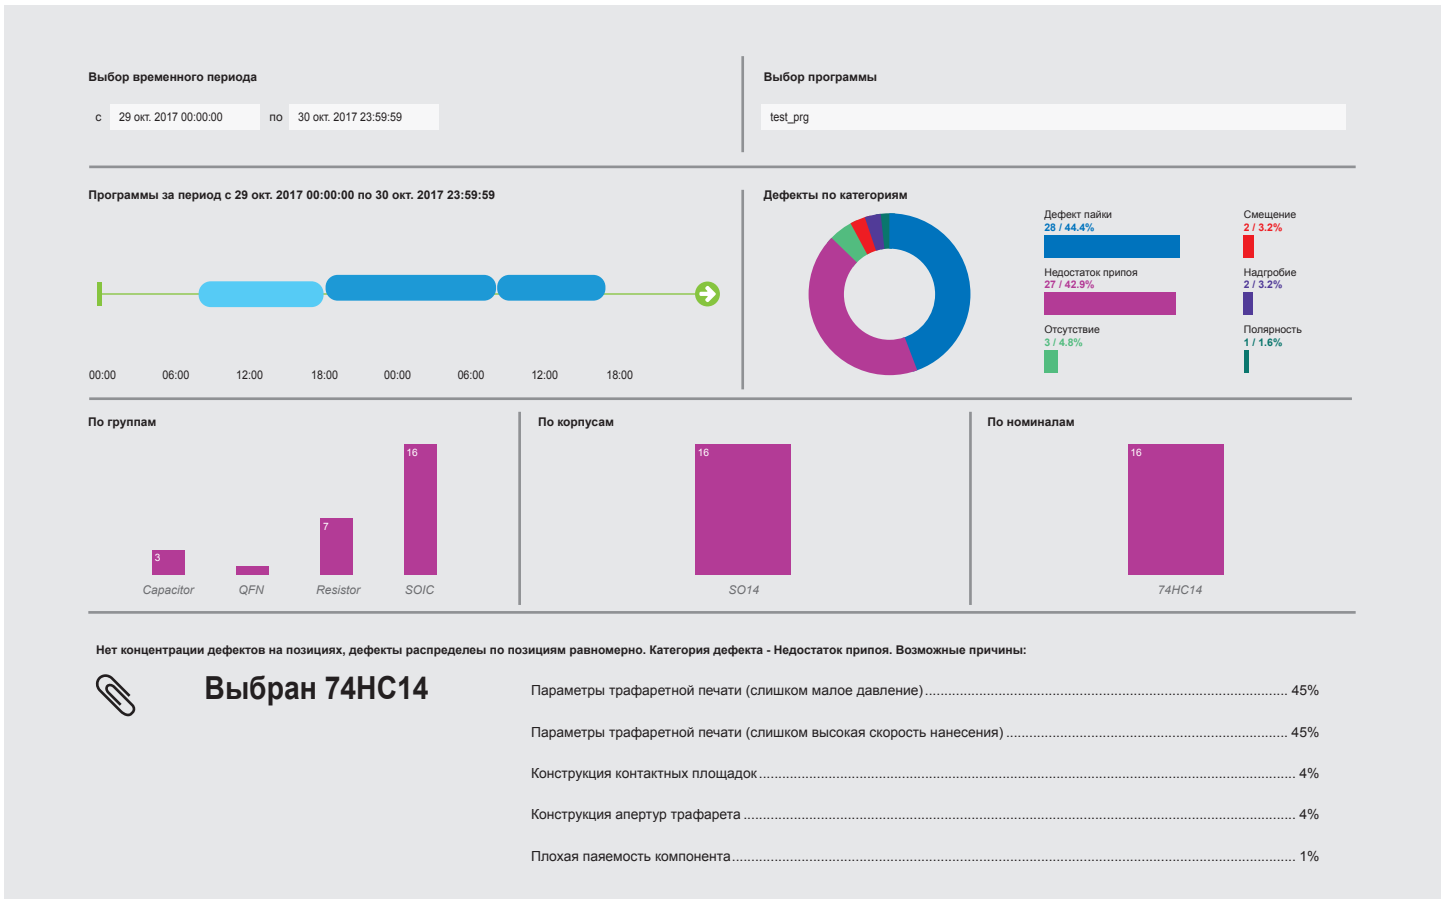 Выбор временного периода
с 29 окт. 2017 00:00:00 по 30 окт. 2017 23:59:59
Выбор программы
test_prg
Программы за период с 29 окт. 2017 00:00:00 по 30 окт. 2017 23:59:59
00:00 06:00 12:00 18:00 00:00 06:00 12:00 18:00
Дефекты по категориям
Дефект пайки
28 / 44.4%
Недостаток припоя
27 / 42.9%
Отсутствие
3 / 4.8%
Смещение
2 / 3.2%
Надгробие
2 / 3.2%
Полярность
1 / 1.6%
По группам
3
7
16
Capacitor QFN Resistor SOIC
По корпусам
16
SO14
По номиналам
16
74HC14
Нет концентрации дефектов на позициях, дефекты распределеы по позициям равномерно. Категория дефекта - Недостаток припоя. Возможные причины:
Выбран 74HC14
Параметры трафаретной печати (слишком малое давление) 45%
Параметры трафаретной печати (слишком высокая скорость нанесения) 45%
Конструкция контактных площадок 4%
Конструкция апертур трафарета 4%
Плохая паяемость компонента 1%